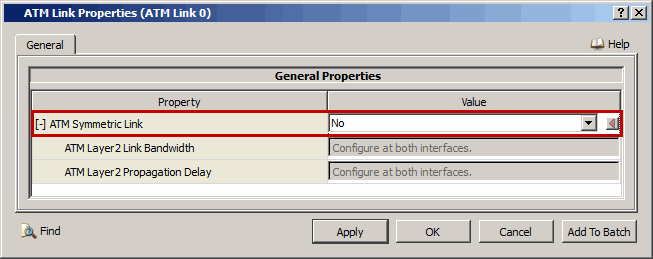 ATM Link Properties (ATM Link 0)
General
Help
General Properties
Property Value
[-] ATM Symmetric Link No
ATM Layer2 Link Bandwidth Configure at both interfaces.
ATM Layer2 Propagation Delay Configure at both interfaces.
Find Apply OK Cancel Add To Batch